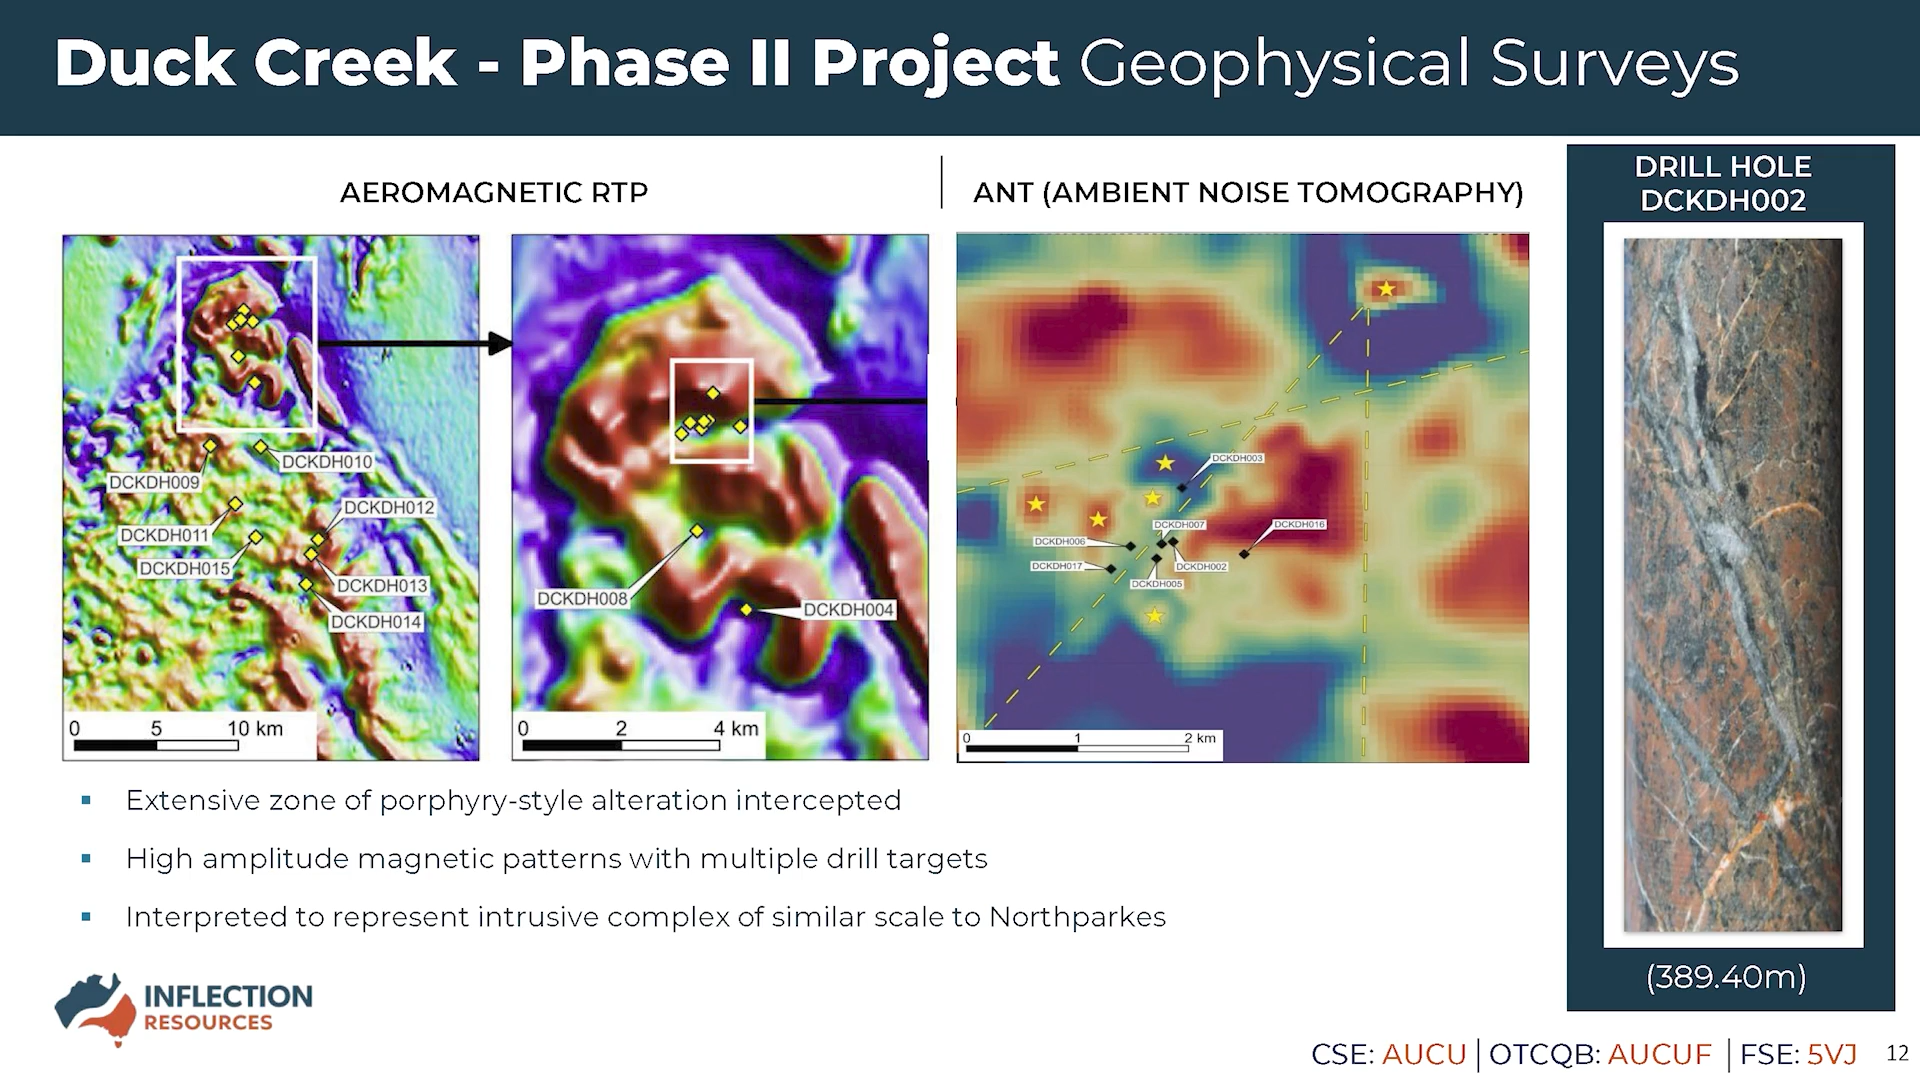 Duck Creek - Phase II Project Geophysical Surveys
AEROMAGNETIC RTP
DCKDH009
DCKDH010
DCKDH011
DCKDH012
DCKDH015
DCKDH013
DCKDH014
0 5 10 km
DCKDH008
DCKDH004
0 2 4 km
ANT (AMBIENT NOISE TOMOGRAPHY)
DCKDH003
DCKDH007
DCKDH016
DCKDH006
DCKDH017
DCKDH002
DCKDH005
0 1 2 km
DRILL HOLE
DCKDH002
(389.40m)
▪ Extensive zone of porphyry-style alteration intercepted
▪ High amplitude magnetic patterns with multiple drill targets
▪ Interpreted to represent intrusive complex of similar scale to Northparkes
INFLECTION
RESOURCES
CSE: AUCU | OTCQB: AUCUF | FSE: 5VJ 12